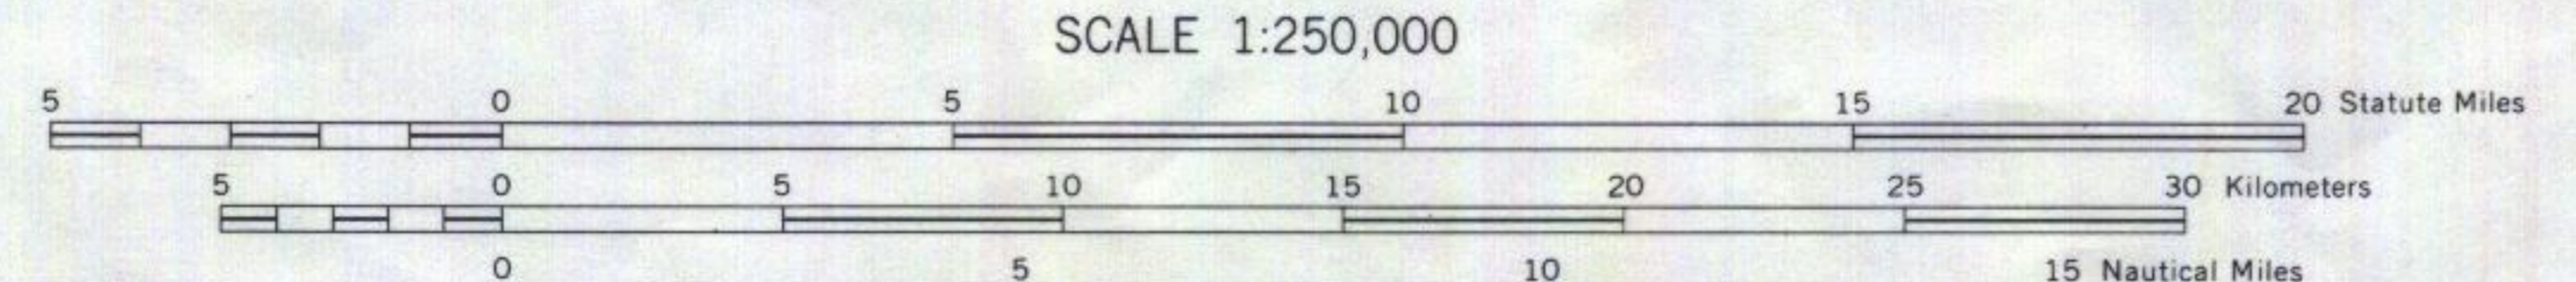 SCALE 1:250,000
5 0 5 10 15 20 Statute Miles
5 0 5 10 15 20 25 30 Kilometers
0 5 10 15 Nautical Miles